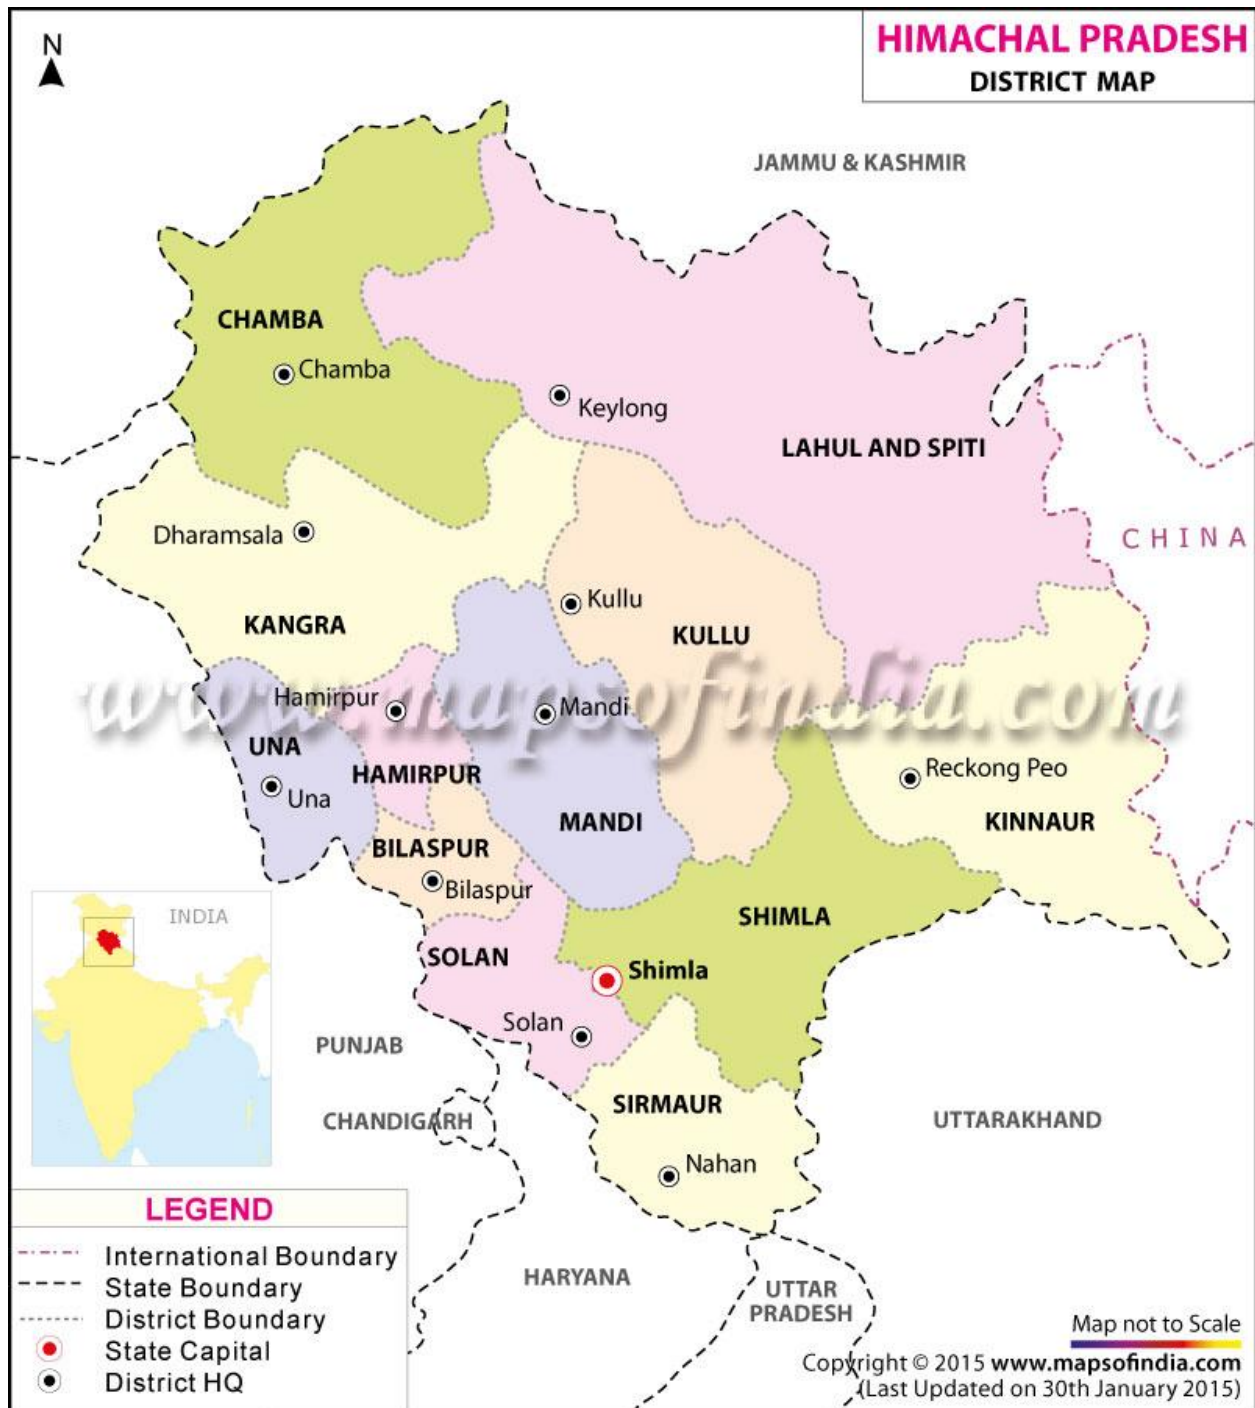 N
HIMACHAL PRADESH
DISTRICT MAP
JAMMU & KASHMIR
CHAMBA
Chamba
Keylong
LAHUL AND SPITI
Dharamsala
CHINA
Kullu
KANGRA
KULLU
www.mapsofindia.com
Hamirpur
Mandi
UNA
HAMIRPUR
Reckong Peo
Una
MANDI
KINNAUR
BILASPUR
Bilaspur
INDIA
SHIMLA
SOLAN
Shimla
Solan
PUNJAB
SIRMAUR
CHANDIGARH
UTTARAKHAND
Nahan
HARYANA
UTTAR
PRADESH
LEGEND
International Boundary
State Boundary
District Boundary
State Capital
District HQ
Map not to Scale
Copyright © 2015 www.mapsofindia.com
(Last Updated on 30th January 2015)